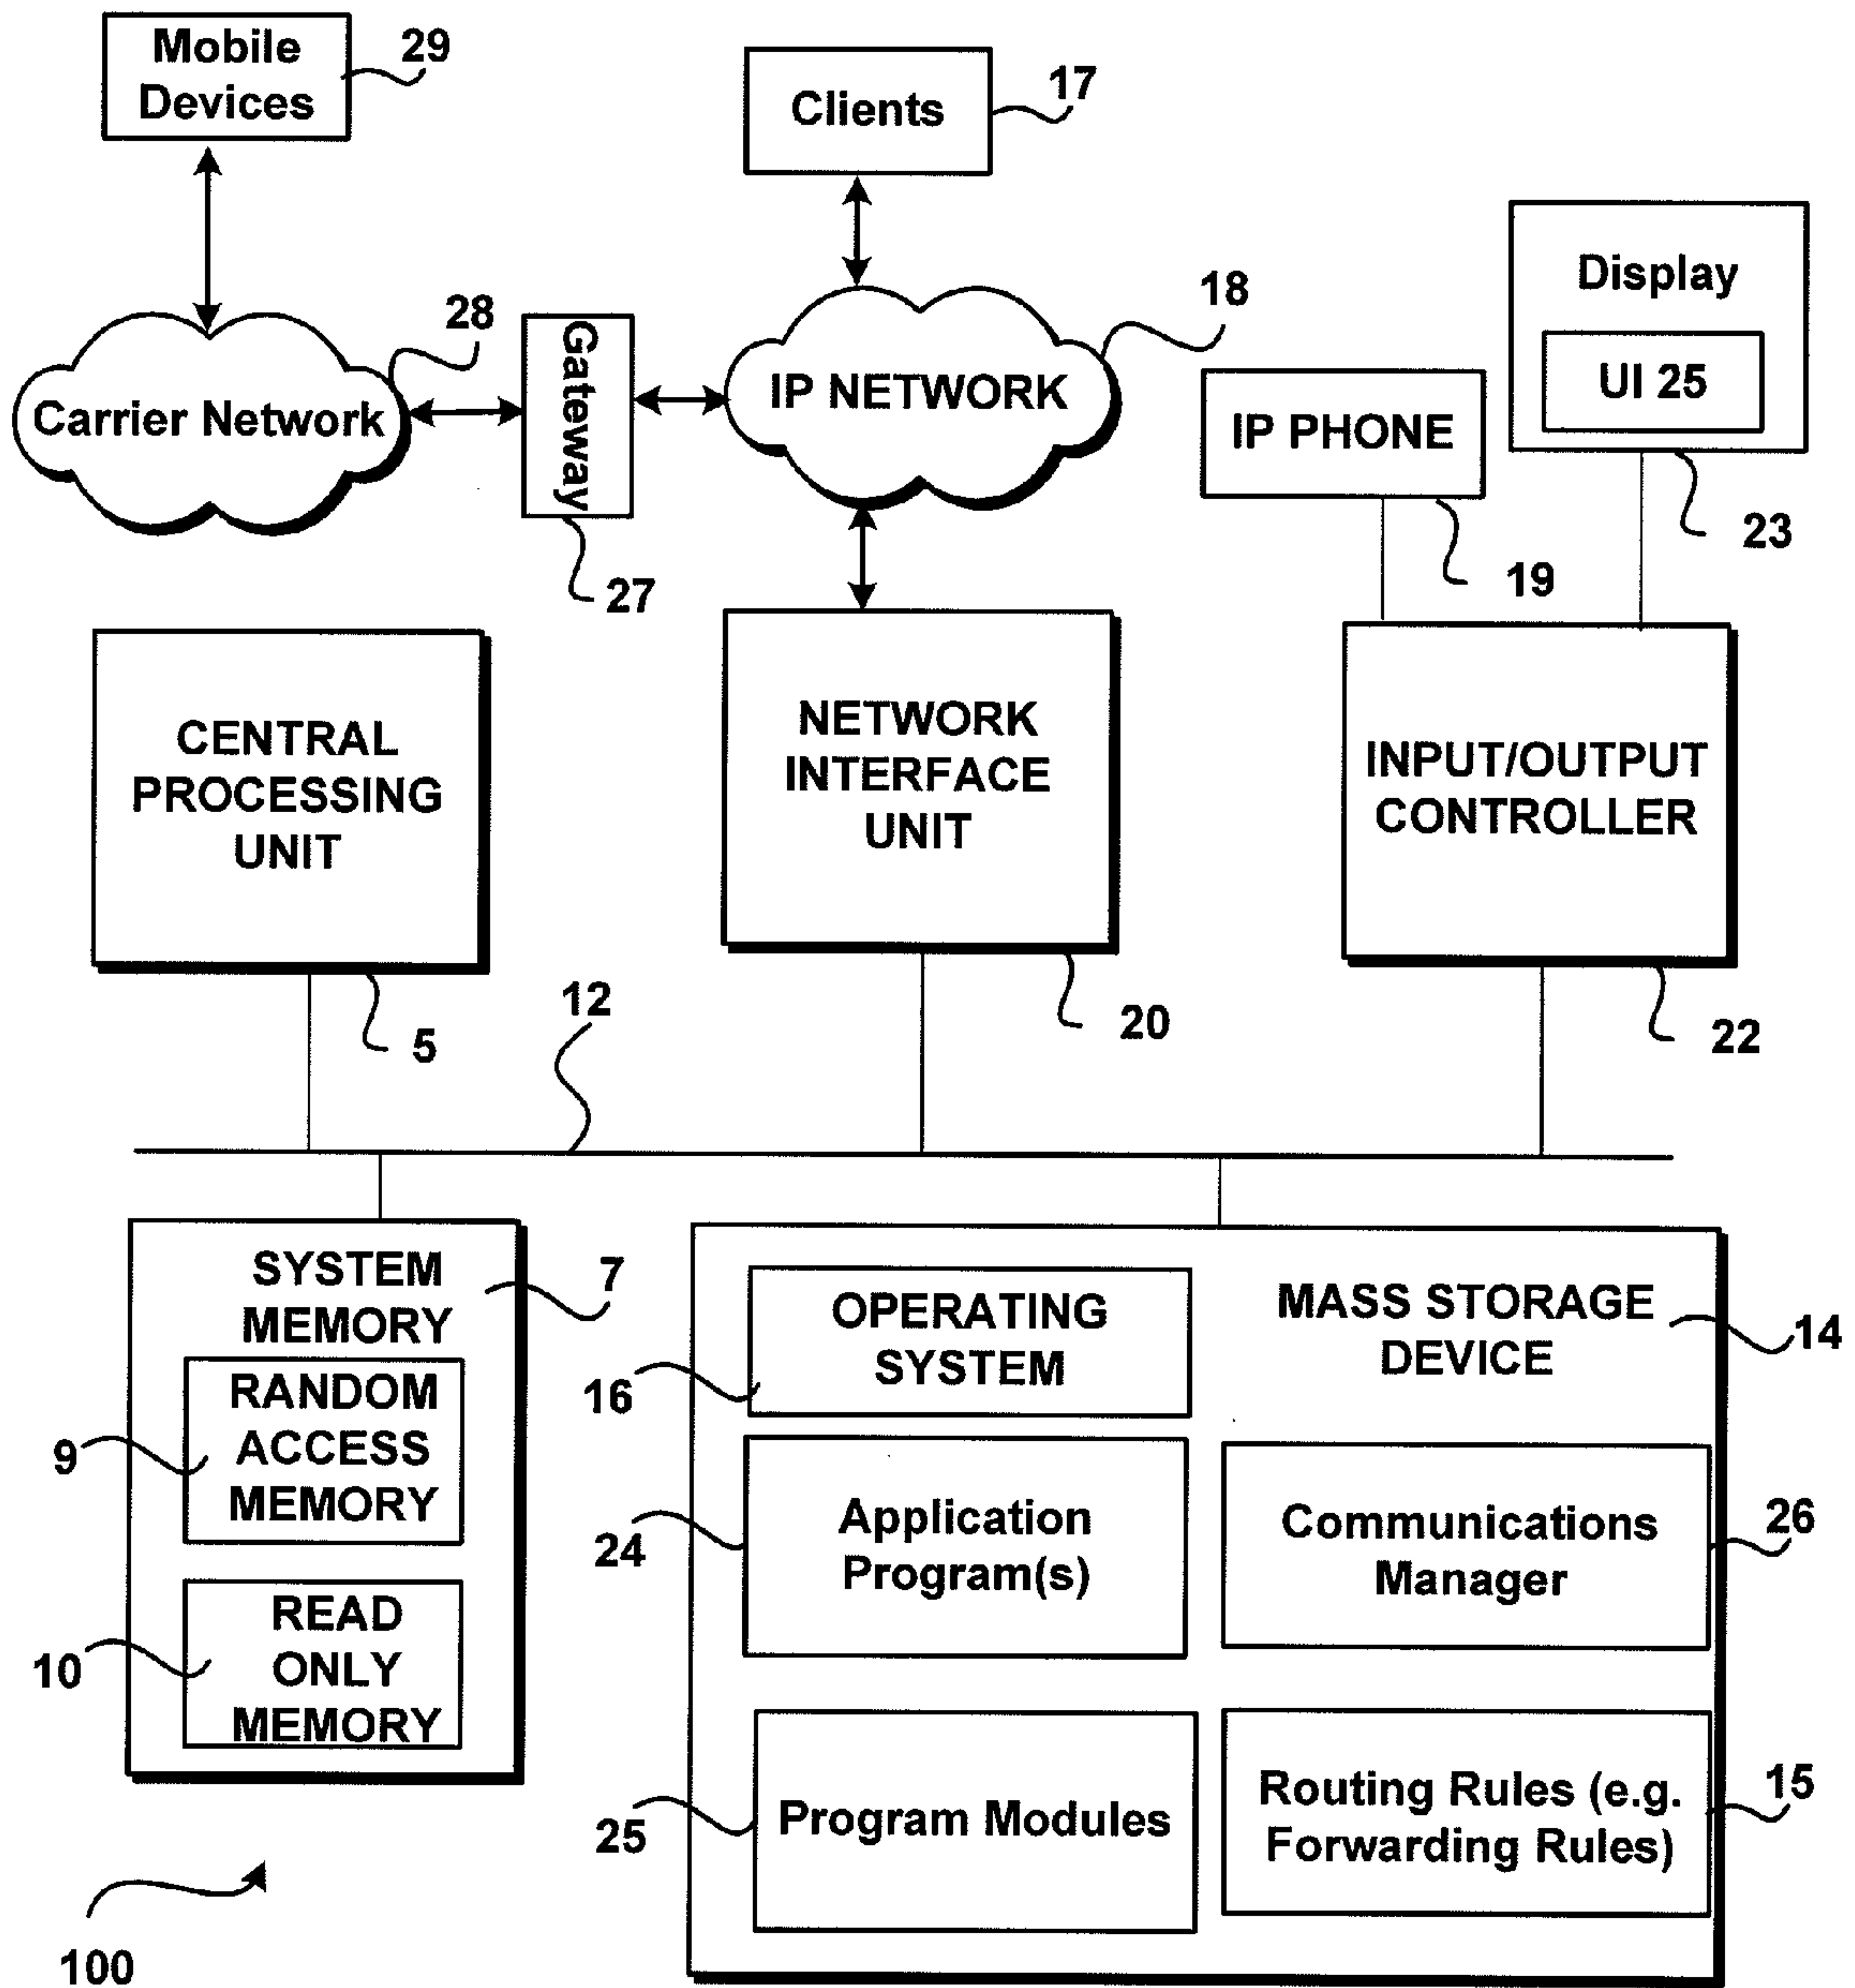 Mobile
Devices
29
Clients
17
Display
UI 25
23
28
Carrier Network
Gateway
27
IP NETWORK
18
IP PHONE
19
CENTRAL
PROCESSING
UNIT
5
NETWORK
INTERFACE
UNIT
20
INPUT/OUTPUT
CONTROLLER
22
12
SYSTEM
MEMORY
7
RANDOM
ACCESS
MEMORY
9
READ
ONLY
MEMORY
10
OPERATING
SYSTEM
16
MASS STORAGE
DEVICE
14
Application
Program(s)
24
Communications
Manager
26
Program Modules
25
Routing Rules (e.g.
Forwarding Rules)
15
100